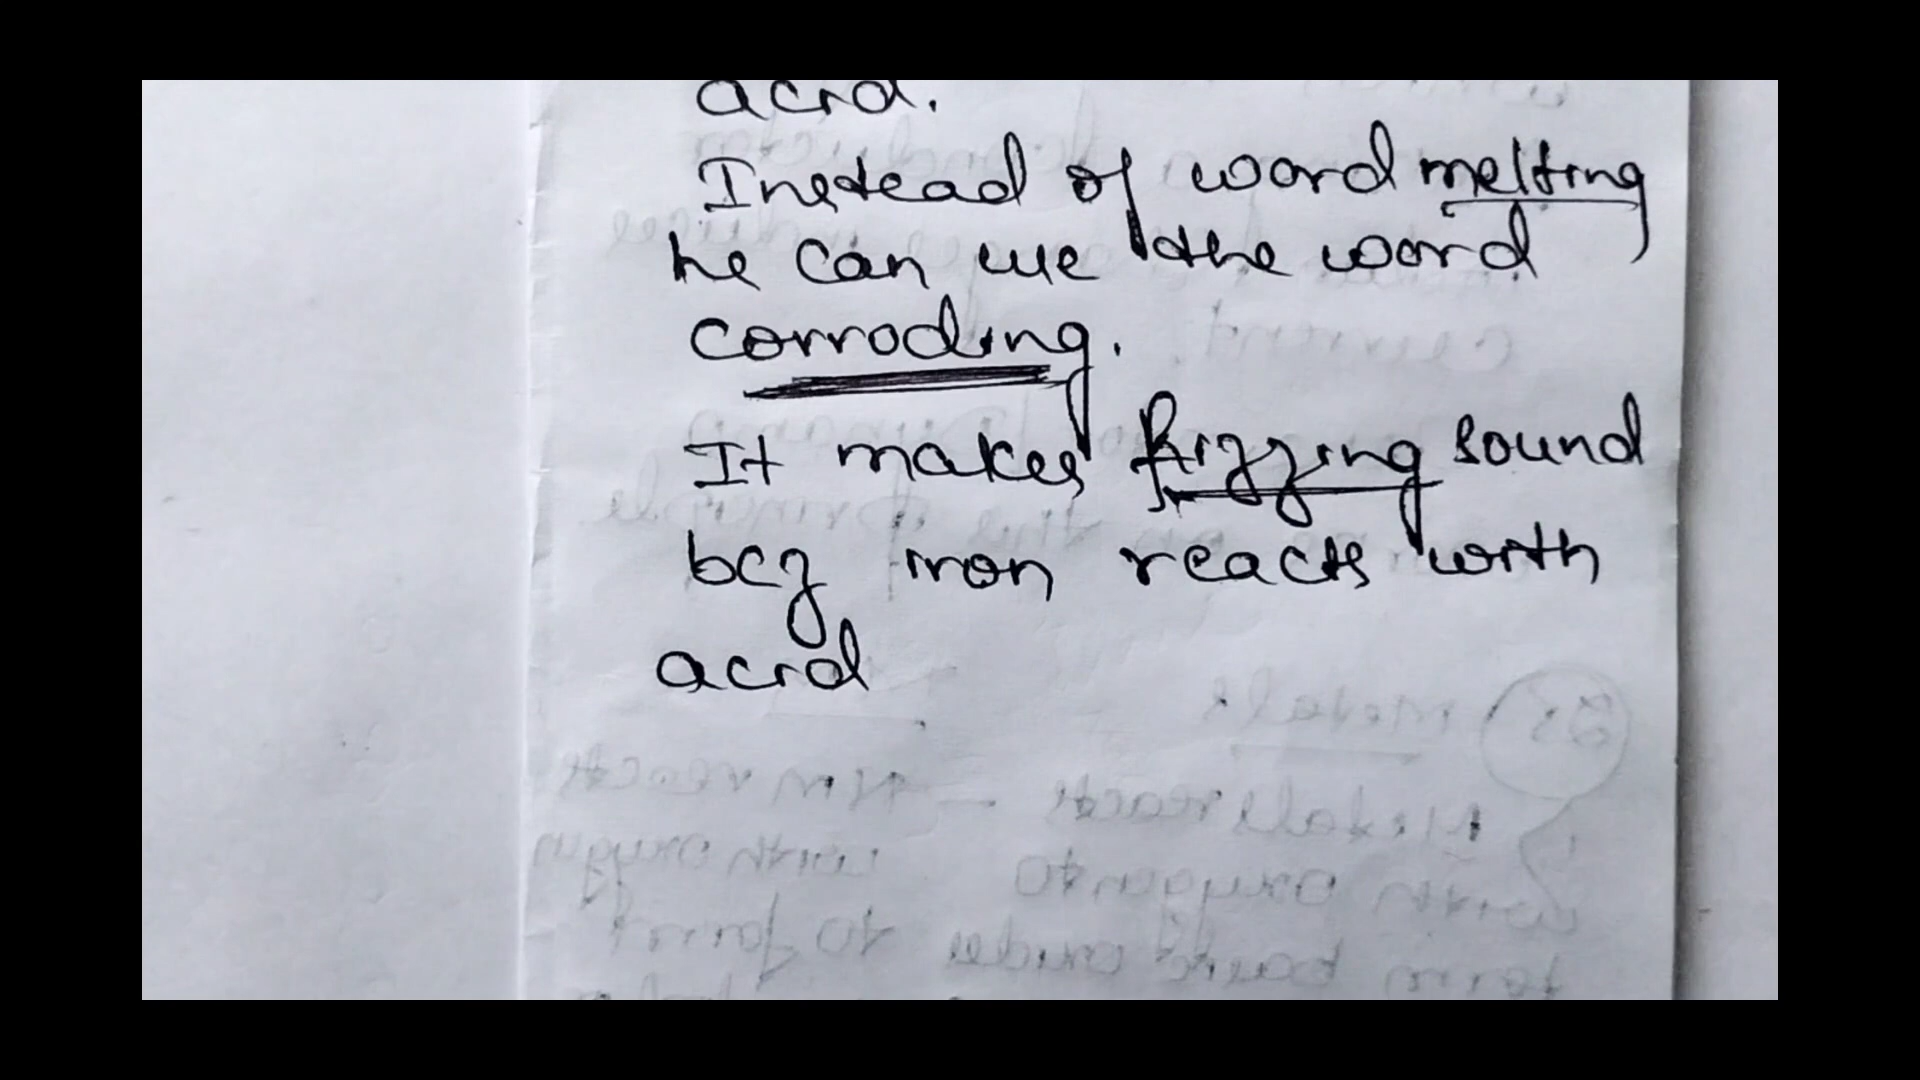 acid.
Instead of word melting
he can use the word
corroding.
It makes fizzing sound
bcz iron reacts with
acid